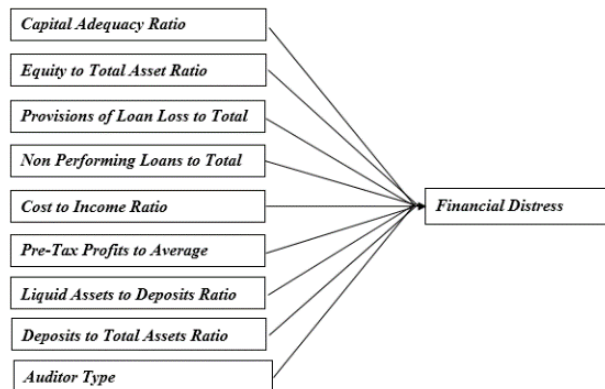 Capital Adequacy Ratio
Equity to Total Asset Ratio
Provisions of Loan Loss to Total
Non Performing Loans to Total
Cost to Income Ratio
Financial Distress
Pre-Tax Profits to Average
Liquid Assets to Deposits Ratio
Deposits to Total Assets Ratio
Auditor Type